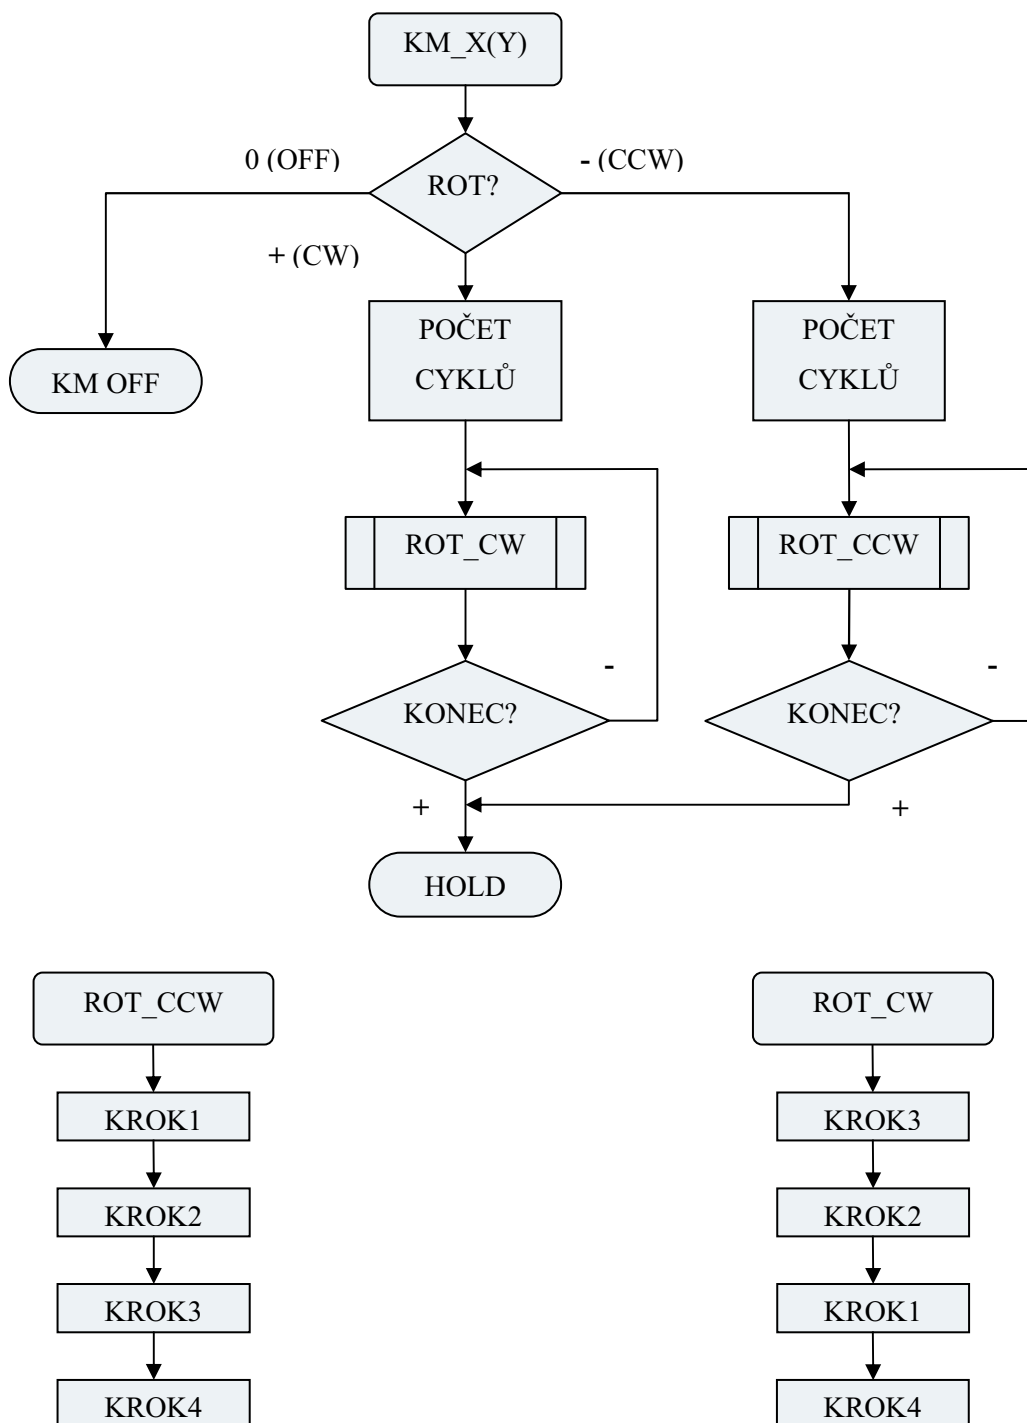 KM_X(Y)
0 (OFF)
- (CCW)
ROT?
+ (CW)
POČET
CYKLŮ
POČET
CYKLŮ
KM OFF
ROT_CW
ROT_CCW
-
-
KONEC?
KONEC?
+
+
HOLD
ROT_CCW
ROT_CW
KROK1
KROK3
KROK2
KROK2
KROK3
KROK1
KROK4
KROK4